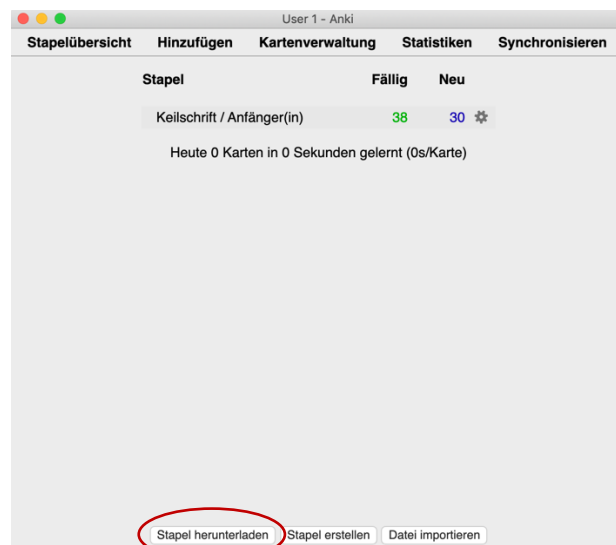 User 1 - Anki
Stapelübersicht Hinzufügen Kartenverwaltung Statistiken Synchronisieren
Stapel Fällig Neu
Keilschrift / Anfänger(in) 38 30
Heute 0 Karten in 0 Sekunden gelernt (0s/Karte)
Stapel herunterladen Stapel erstellen Datei importieren